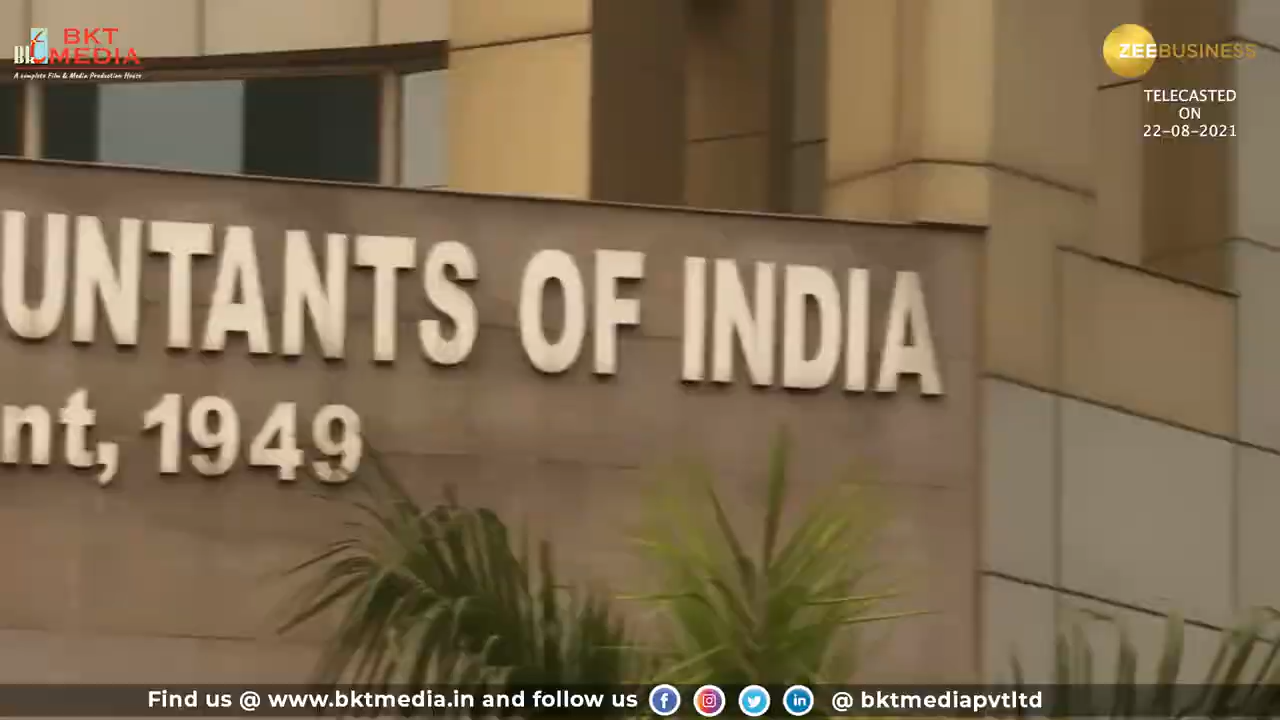 BKT
MEDIA
A complete Film & Media Production House
ZEEBUSINESS
TELECASTED
ON
22-08-2021
UNTANTS OF INDIA
nt, 1949
Find us @ www.bktmedia.in and follow us @ bktmediapvtltd